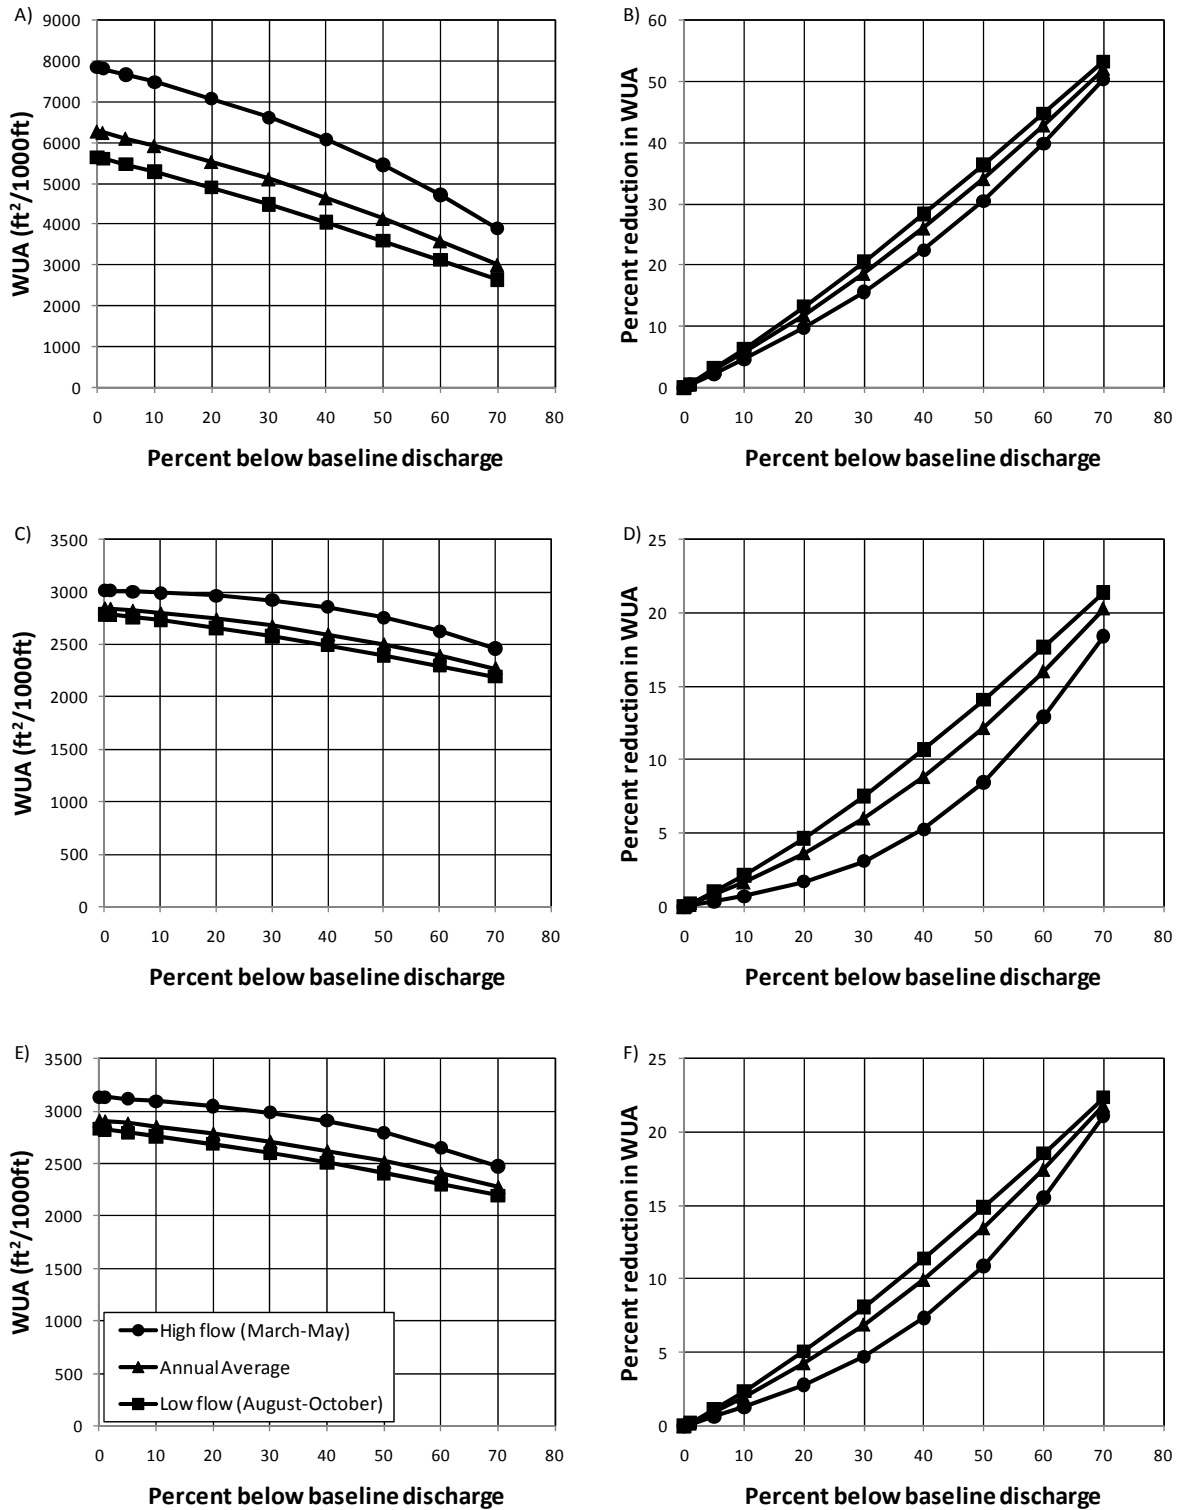 A)
9000
8000
7000
6000
5000
4000
3000
2000
1000
0
WUA (ft²/1000ft)
0 10 20 30 40 50 60 70 80
Percent below baseline discharge
B)
60
50
40
30
20
10
0
Percent reduction in WUA
0 10 20 30 40 50 60 70 80
Percent below baseline discharge
C)
3500
3000
2500
2000
1500
1000
500
0
WUA (ft²/1000ft)
0 10 20 30 40 50 60 70 80
Percent below baseline discharge
D)
25
20
15
10
5
0
Percent reduction in WUA
0 10 20 30 40 50 60 70 80
Percent below baseline discharge
E)
3500
3000
2500
2000
1500
1000
500
0
WUA (ft²/1000ft)
High flow (March-May)
Annual Average
Low flow (August-October)
0 10 20 30 40 50 60 70 80
Percent below baseline discharge
F)
25
20
15
10
5
0
Percent reduction in WUA
0 10 20 30 40 50 60 70 80
Percent below baseline discharge